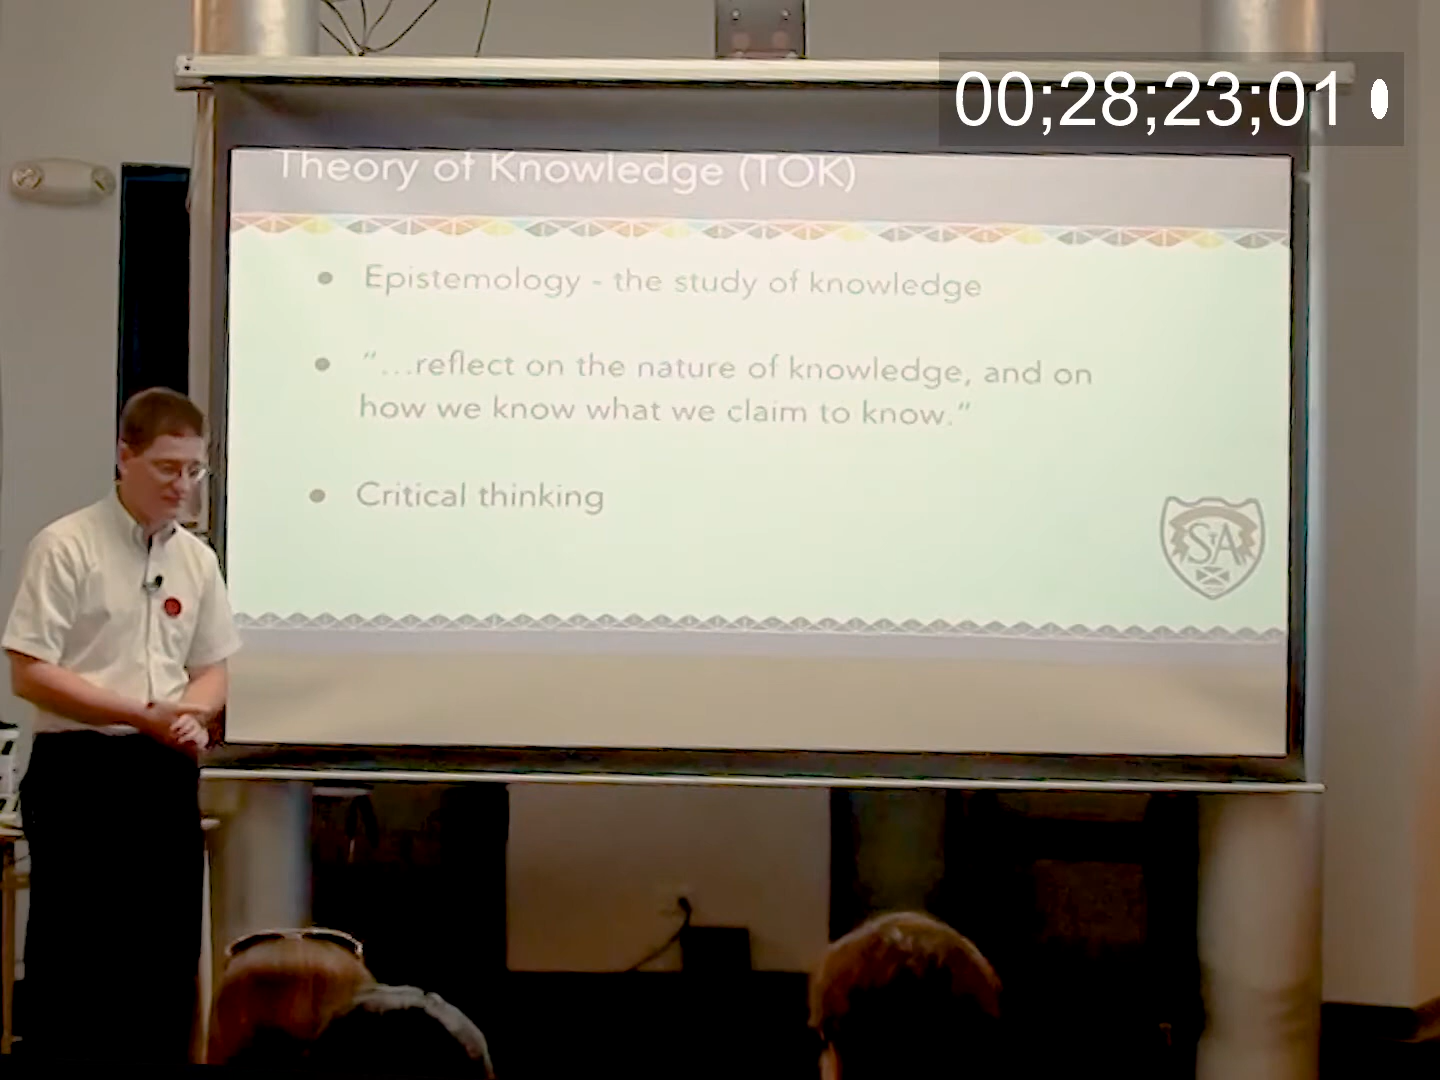 00;28;23;01
Theory of Knowledge (TOK)
• Epistemology - the study of knowledge
• "...reflect on the nature of knowledge, and on
how we know what we claim to know."
• Critical thinking
STA